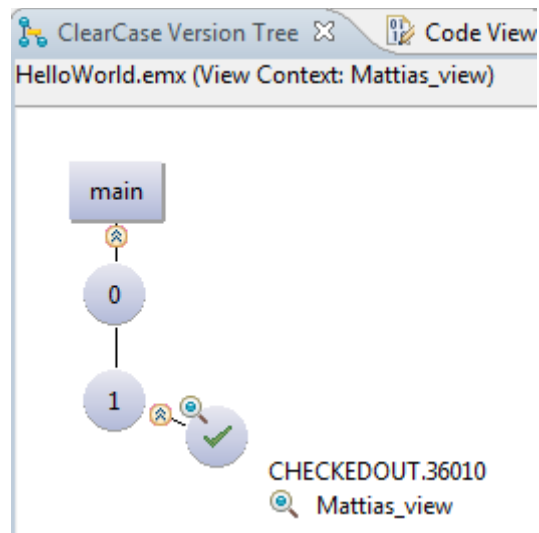 ClearCase Version Tree Code View
HelloWorld.emx (View Context: Mattias_view)
main
0
1
CHECKEDOUT.36010
Mattias_view